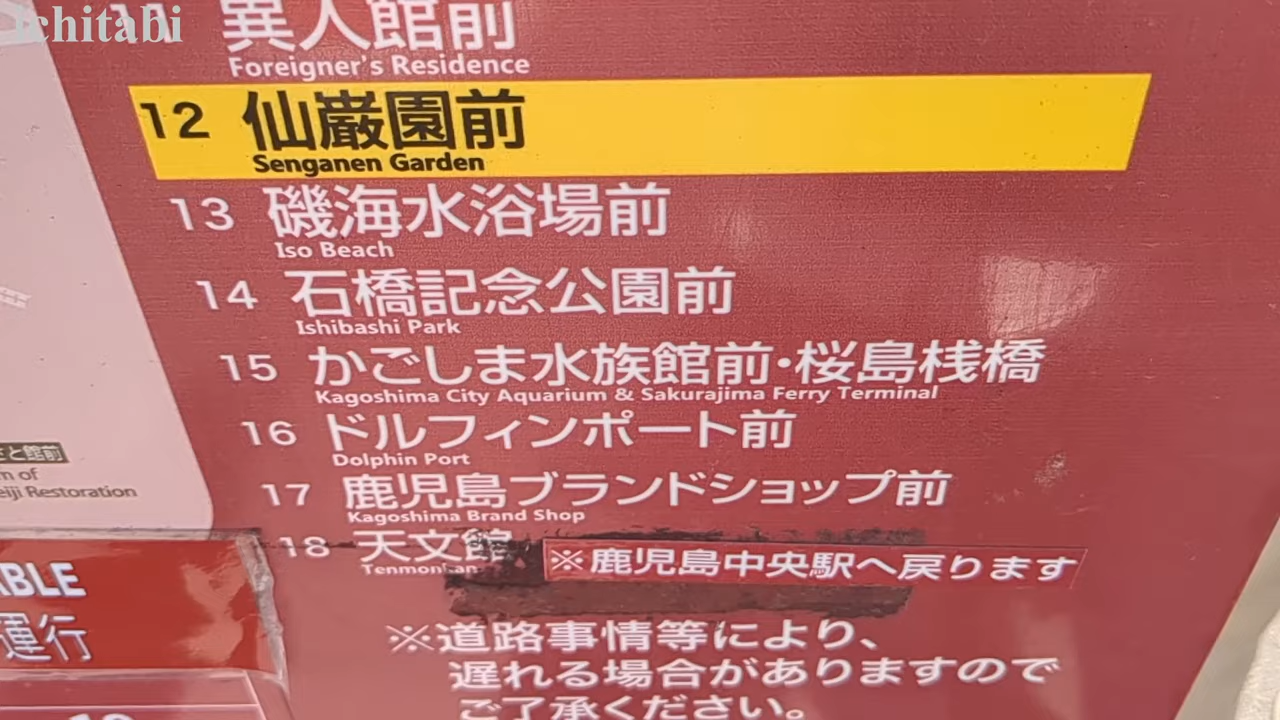 Ichitabi
異人館前
Foreigner's Residence
12 仙巌園前
Senganen Garden
13 磯海水浴場前
Iso Beach
14 石橋記念公園前
Ishibashi Park
15 かごしま水族館前・桜島桟橋
Kagoshima City Aquarium & Sakurajima Ferry Terminal
16 ドルフィンポート前
Dolphin Port
17 鹿児島ブランドショップ前
Kagoshima Brand Shop
18 天文館
※鹿児島中央駅へ戻ります
※道路事情等により、
遅れる場合がありますので
ご了承ください。
と館前
of
eiji Restoration
BLE
運行